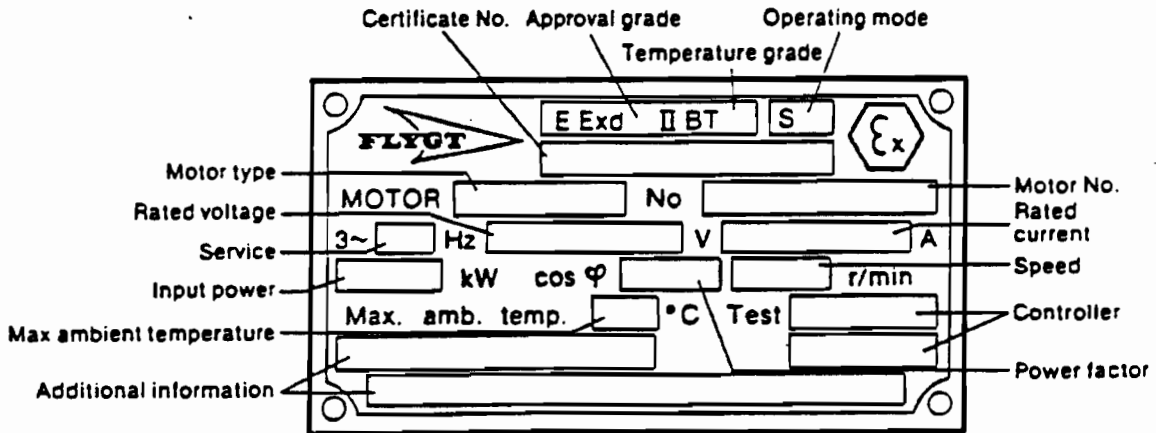 Certificate No. Approval grade Operating mode
Temperature grade
E Exd II BT S
FLYGT Ex
Motor type
MOTOR No Motor No.
Rated voltage Rated
3~ Hz V A current
Service
Input power kW cos φ r/min Speed
Max. amb. temp. °C Test Controller
Max ambient temperature
Power factor
Additional information